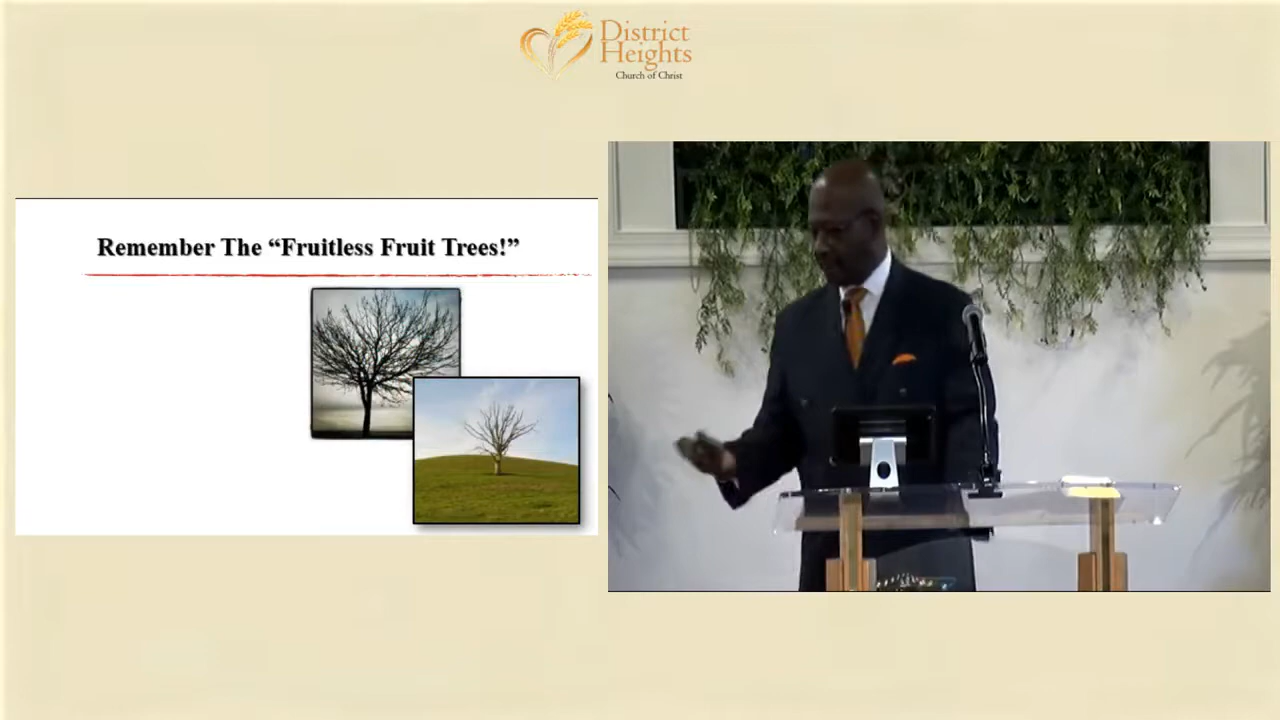 District
Heights
Church of Christ
Remember The “Fruitless Fruit Trees!”